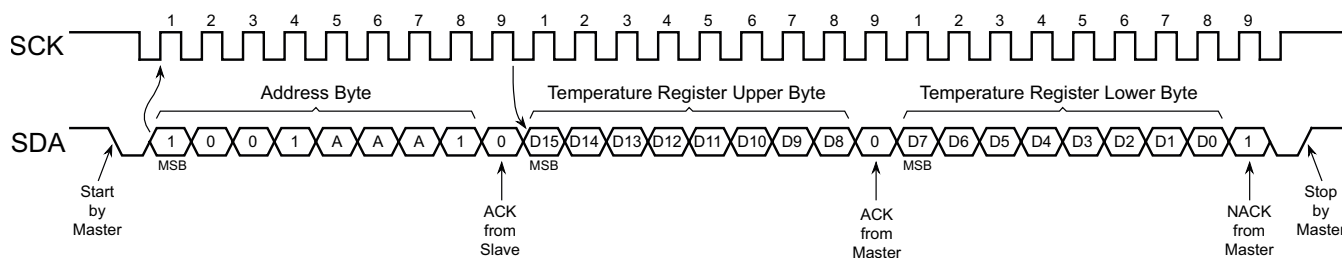 1 2 3 4 5 6 7 8 9 1 2 3 4 5 6 7 8 9 1 2 3 4 5 6 7 8 9
SCK
Address Byte Temperature Register Upper Byte Temperature Register Lower Byte
SDA 1 0 0 1 A A A 1 0 D15 D14 D13 D12 D11 D10 D9 D8 0 D7 D6 D5 D4 D3 D2 D1 D0 1
MSB MSB MSB
Start
by
Master
ACK
from
Slave
ACK
from
Master
NACK
from
Master
Stop
by
Master